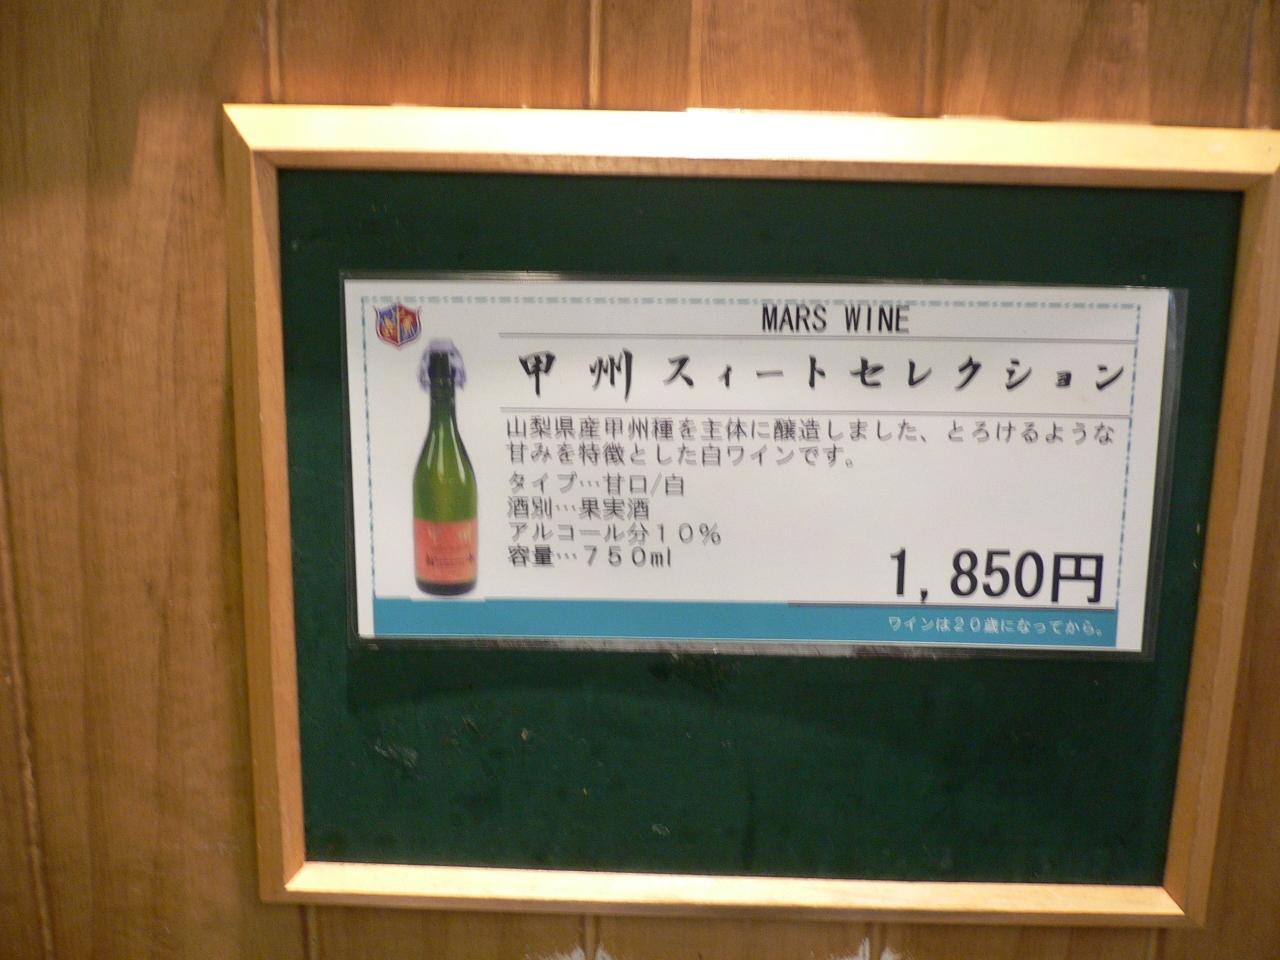 MARS WINE
甲州スィートセレクション
山梨県産甲州種を主体に醸造しました、とろけるような
甘みを特徴とした白ワインです。
タイプ…甘口/白
酒別…果実酒
アルコール分10%
容量…750ml
1,850円
ワインは20歳になってから。
甲州